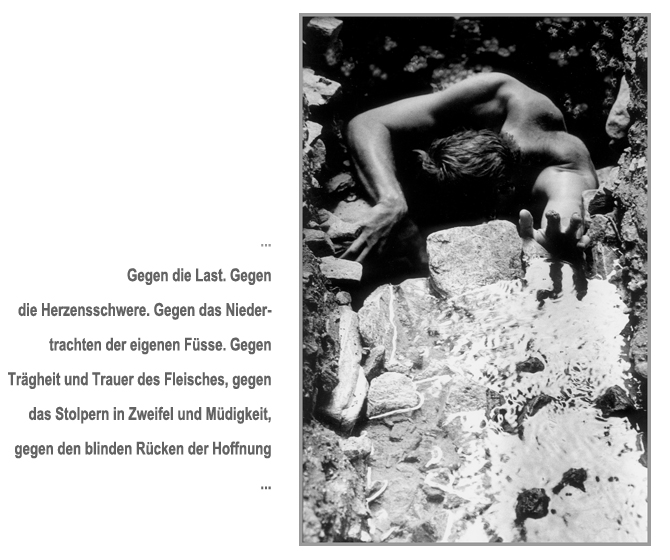 ...
Gegen die Last. Gegen
die Herzensschwere. Gegen das Nieder-
trachten der eigenen Füsse. Gegen
Trägheit und Trauer des Fleisches, gegen
das Stolpern in Zweifel und Müdigkeit,
gegen den blinden Rücken der Hoffnung
...